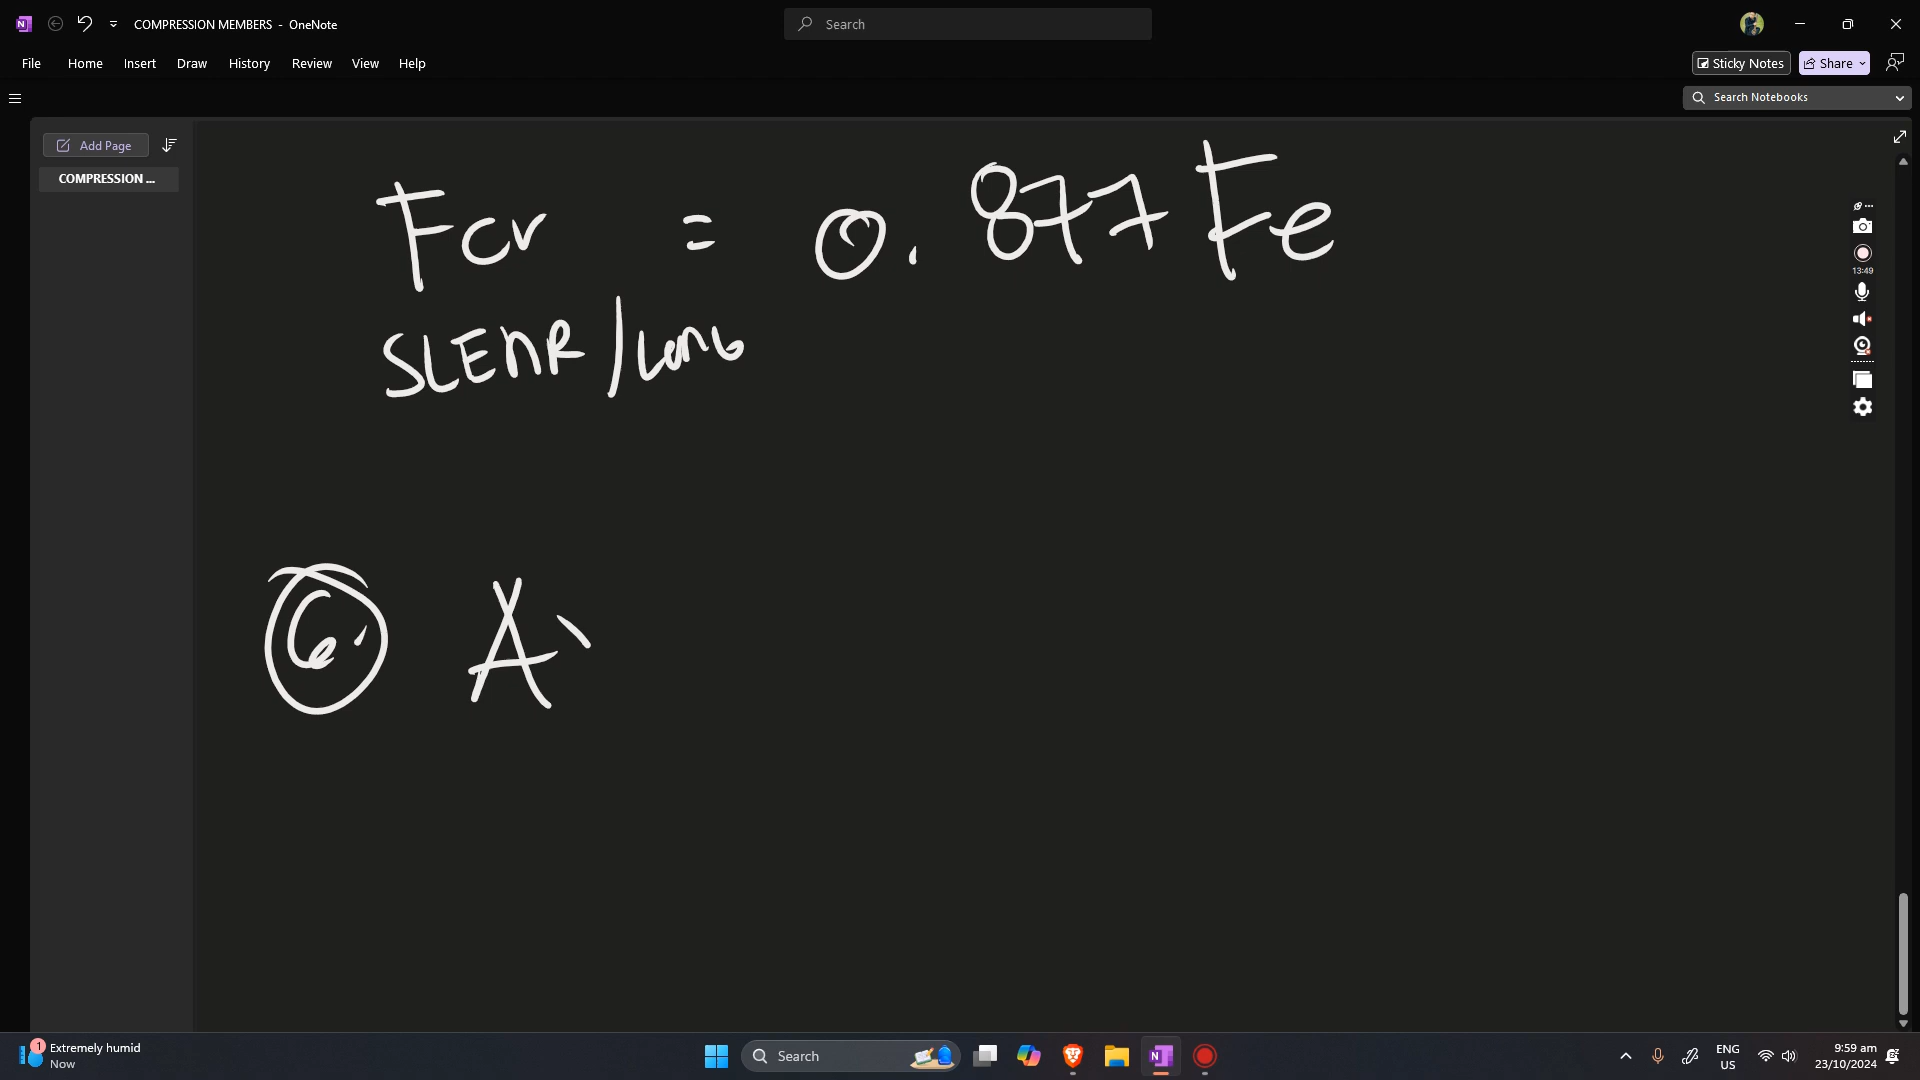 COMPRESSION MEMBERS - OneNote
Search
File Home Insert Draw History Review View Help
Sticky Notes Share
Search Notebooks
Add Page
COMPRESSION ...
Fcr = 0.877Fe
SLENR/LONG
13:49
6. A
Extremely humid
Now
1
Search
ENG
US
9:59 am
23/10/2024